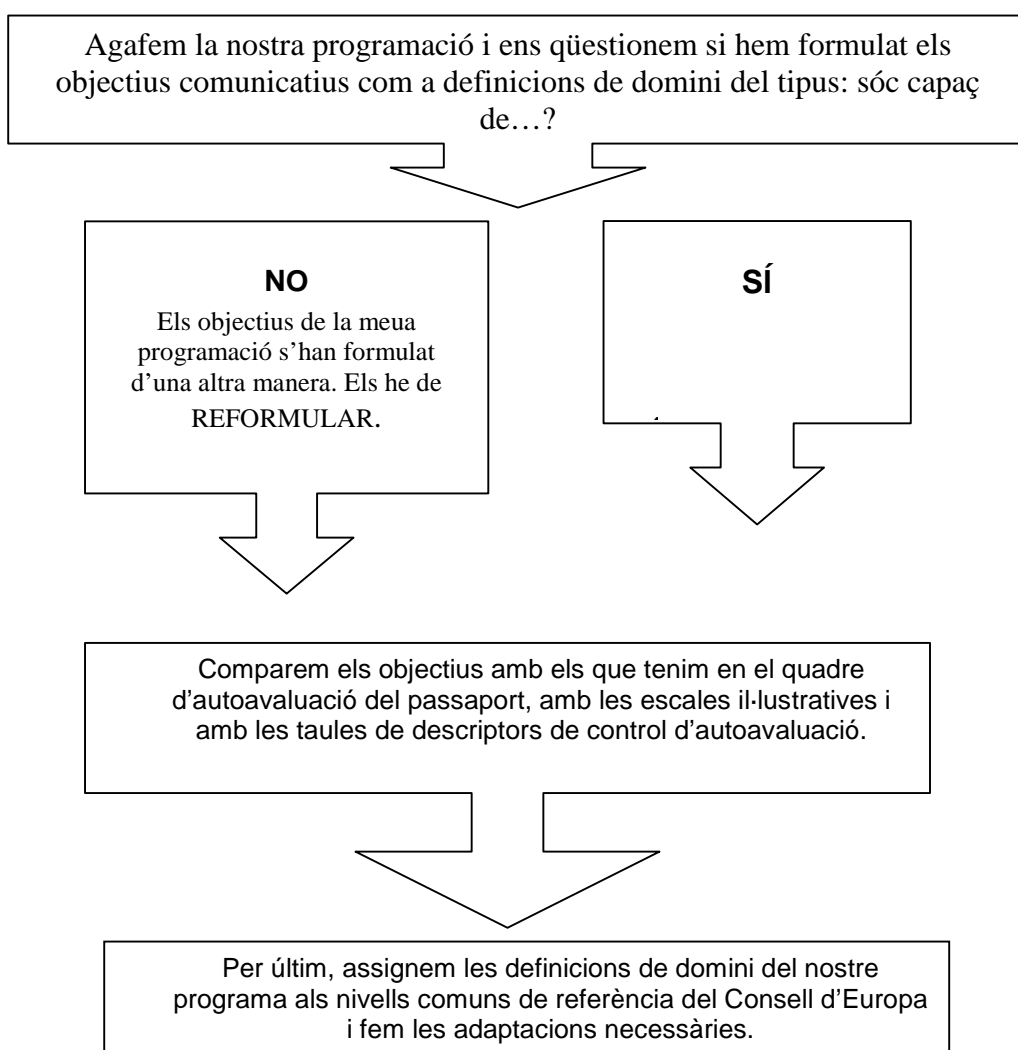 Agafem la nostra programació i ens qüestionem si hem formulat els
objectius comunicatius com a definicions de domini del tipus: sóc capaç
de…?
NO
Els objectius de la meua
programació s’han formulat
d’una altra manera. Els he de
REFORMULAR.
SÍ
Comparem els objectius amb els que tenim en el quadre
d’autoavaluació del passaport, amb les escales il·lustratives i
amb les taules de descriptors de control d’autoavaluació.
Per últim, assignem les definicions de domini del nostre
programa als nivells comuns de referència del Consell d’Europa
i fem les adaptacions necessàries.